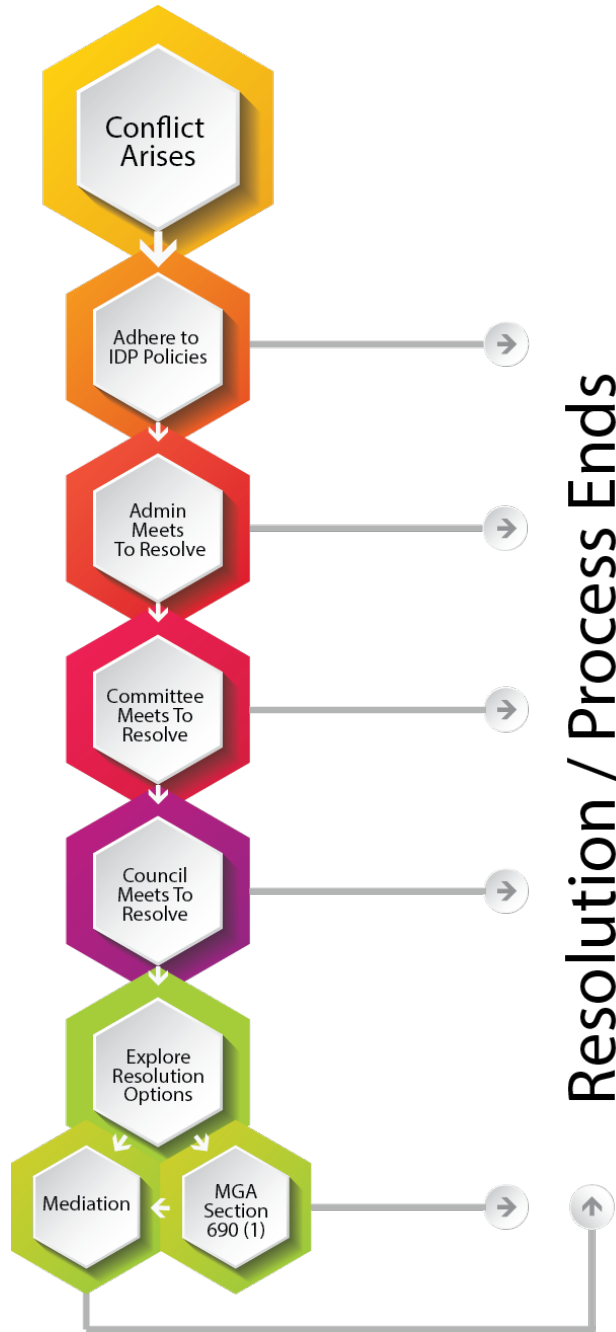 Conflict
Arises
Adhere to
IDP Policies
Admin
Meets
To Resolve
Committee
Meets To
Resolve
Council
Meets To
Resolve
Explore
Resolution
Options
Mediation
MGA
Section
690 (1)
Resolution / Process Ends